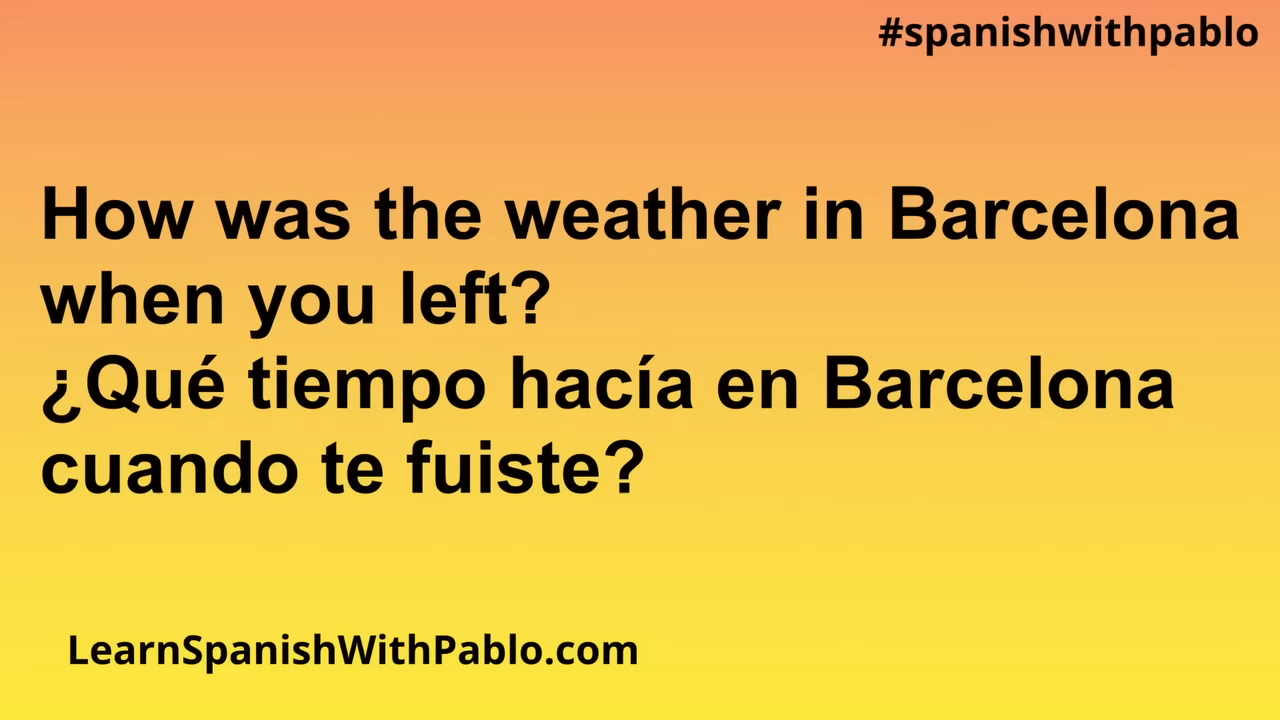 #spanishwithpablo
How was the weather in Barcelona
when you left?
¿Qué tiempo hacía en Barcelona
cuando te fuiste?
LearnSpanishWithPablo.com